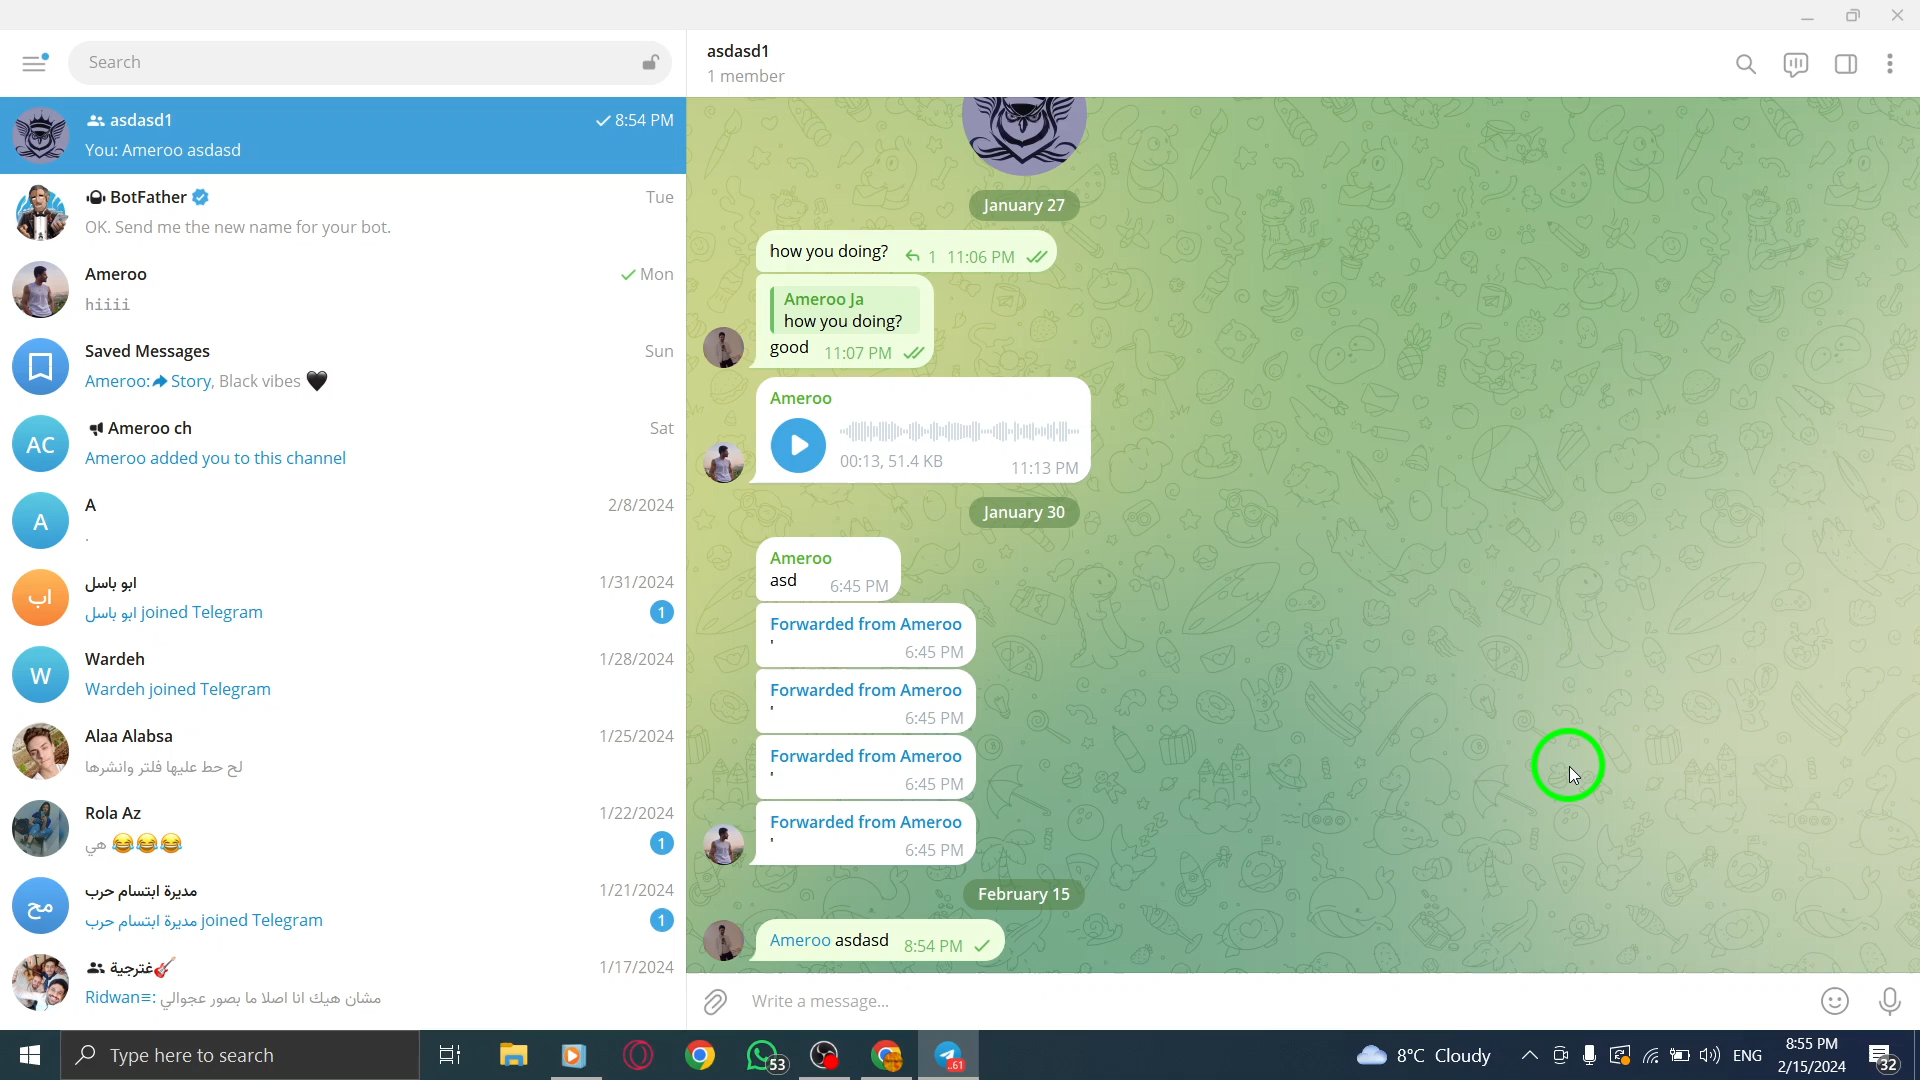 Search
asdasd1
8:54 PM
You: Ameroo asdasd
BotFather
Tue
OK. Send me the new name for your bot.
Ameroo
Mon
hiiii
Saved Messages
Sun
Ameroo: Story, Black vibes 🖤
Ameroo ch
Sat
Ameroo added you to this channel
AC
A
2/8/2024
.
A
ابو باسل
1/31/2024
ابو باسل joined Telegram
1
اب
Wardeh
1/28/2024
Wardeh joined Telegram
W
Alaa Alabsa
1/25/2024
لح حط عليها فلتر وانشرها
Rola Az
1/22/2024
هي 😂😂😂
1
مديرة ابتسام حرب
1/21/2024
مديرة ابتسام حرب joined Telegram
1
مح
غترجية🎸
1/17/2024
Ridwan≡: مشان هيك انا اصلا ما بصور عجوالي
asdasd1
1 member
January 27
how you doing? 1 11:06 PM
Ameroo Ja
how you doing?
good 11:07 PM
Ameroo
00:13, 51.4 KB
11:13 PM
January 30
Ameroo
asd 6:45 PM
Forwarded from Ameroo
'
6:45 PM
Forwarded from Ameroo
'
6:45 PM
Forwarded from Ameroo
'
6:45 PM
Forwarded from Ameroo
'
6:45 PM
February 15
Ameroo asdasd 8:54 PM
Write a message...
Type here to search
53
..61
8°C Cloudy
ENG
8:55 PM
2/15/2024
32